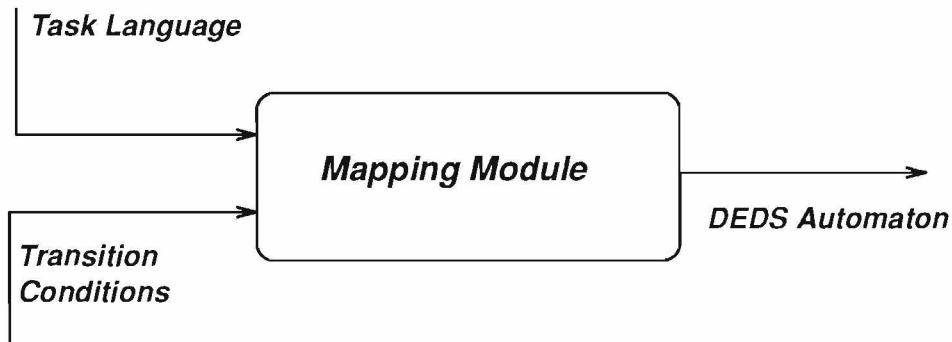 Task Language
Mapping Module
DEDS Automaton
Transition
Conditions